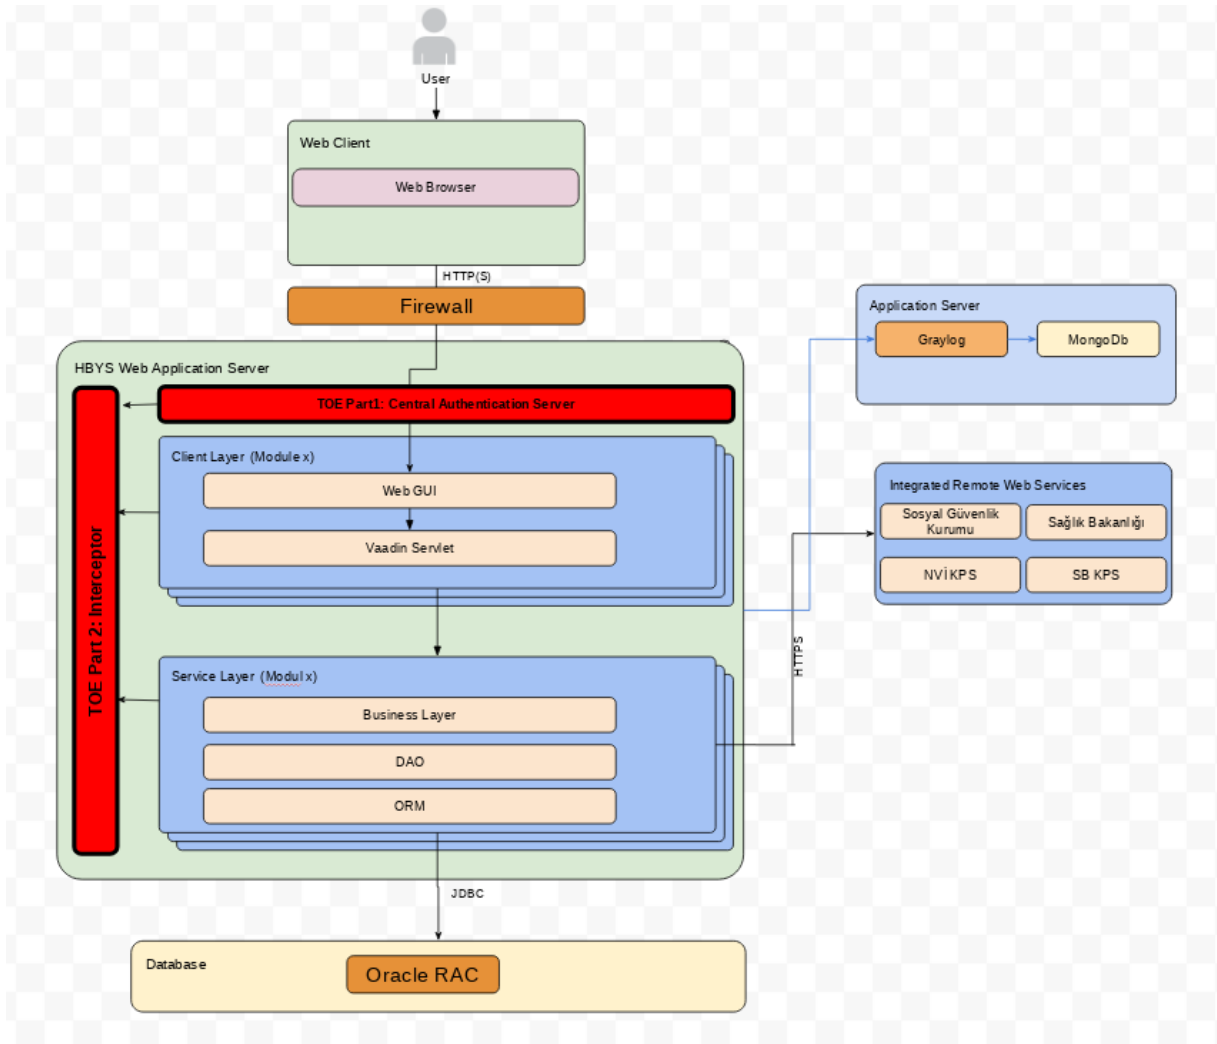 User
Web Client
Web Browser
HTTP(S)
Firewall
HBYS Web Application Server
TOE Part1: Central Authentication Server
TOE Part 2: Interceptor
Client Layer (Module x)
Web GUI
Vaadin Servlet
Service Layer (Modul x)
Business Layer
DAO
ORM
JDBC
Database
Oracle RAC
Application Server
Graylog
MongoDb
Integrated Remote Web Services
Sosyal Güvenlik
Kurumu
Sağlık Bakanlığı
NVİ KPS
SB KPS
HTTPS